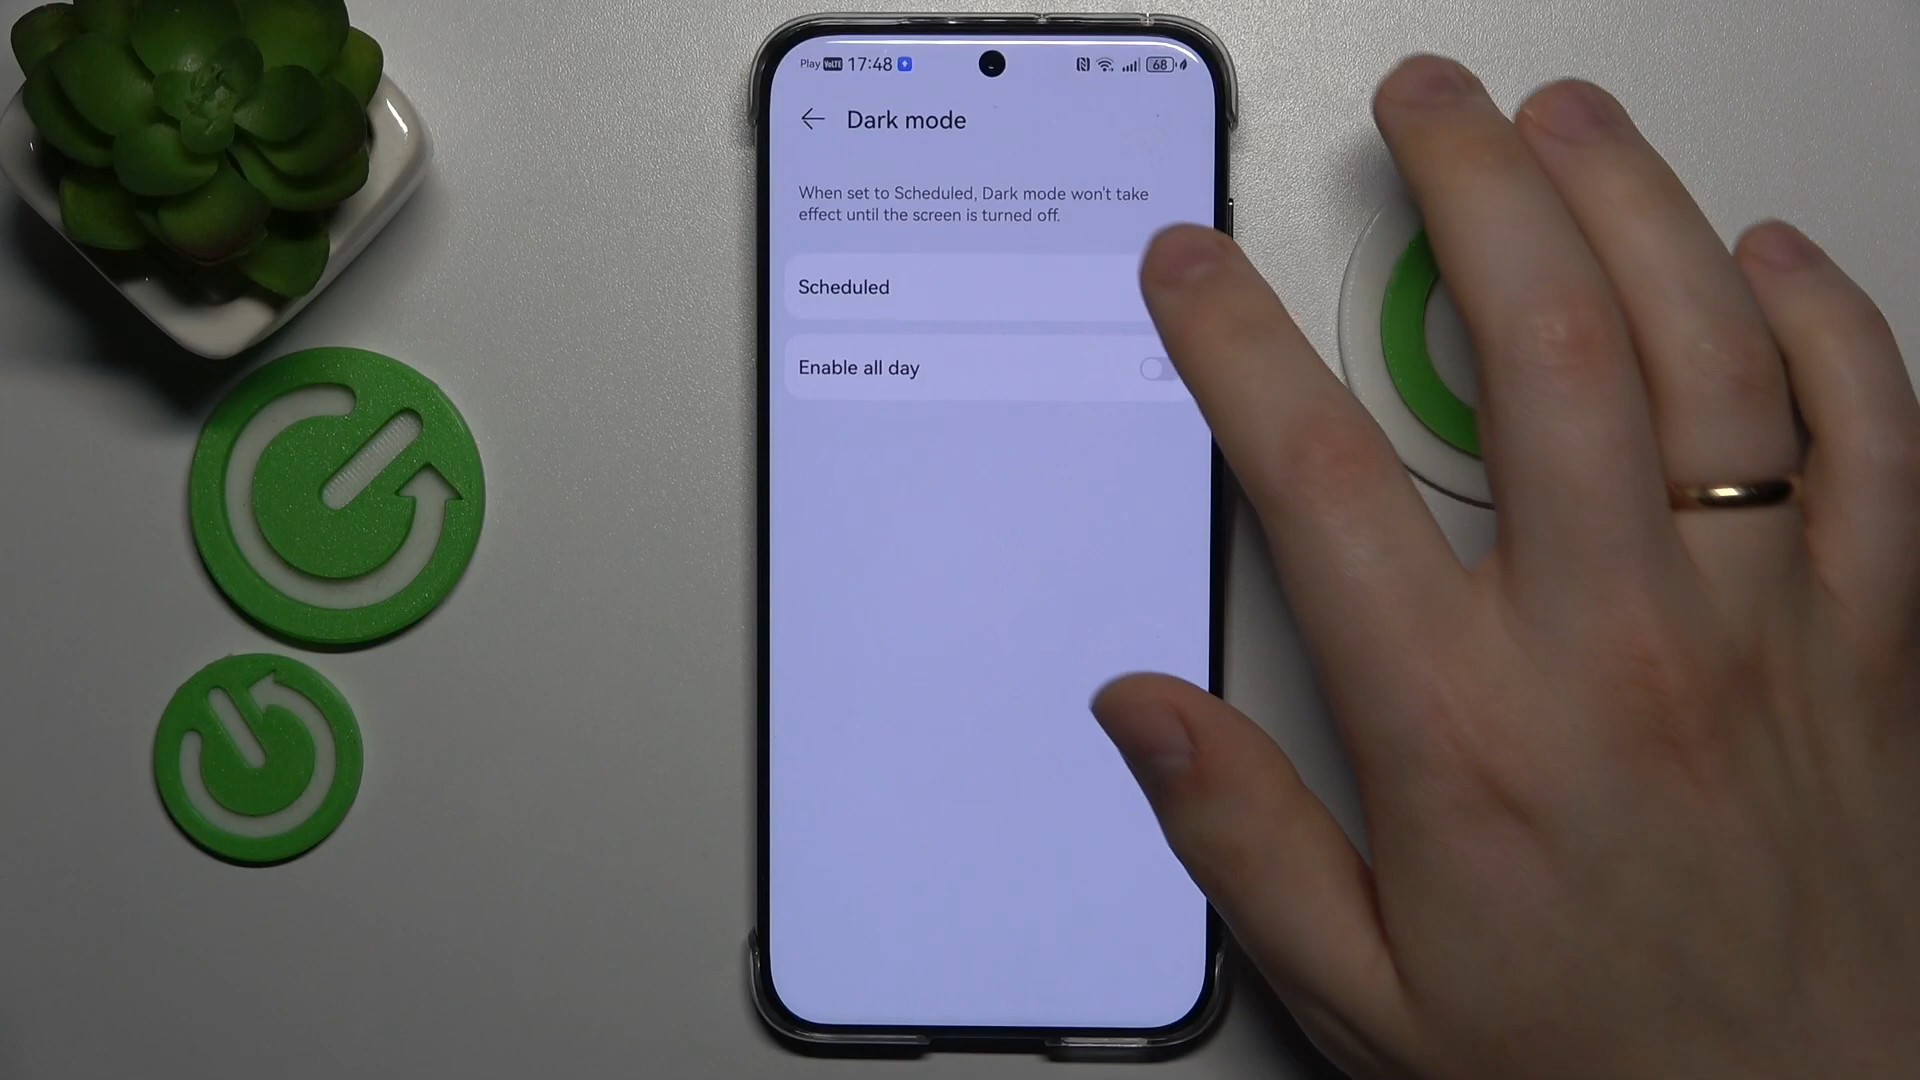 Play VoLTE 17:48 68
Dark mode
When set to Scheduled, Dark mode won't take
effect until the screen is turned off.
Scheduled
Enable all day